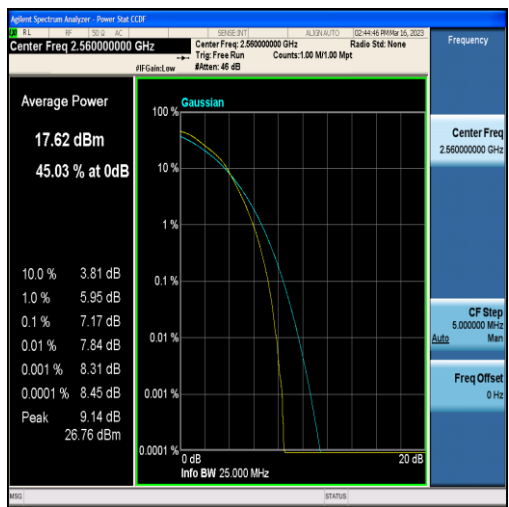 Agilent Spectrum Analyzer - Power Stat CCDF
RL RF 50 Ω AC SENSE:INT ALIGN AUTO 02:44:46 PM Mar 16, 2023
Center Freq 2.560000000 GHz
Center Freq: 2.560000000 GHz Radio Std: None
Trig: Free Run Counts:1.00 M/1.00 Mpt
#IFGain:Low #Atten: 46 dB
Frequency
Average Power
17.62 dBm
45.03 % at 0dB
10.0 % 3.81 dB
1.0 % 5.95 dB
0.1 % 7.17 dB
0.01 % 7.84 dB
0.001 % 8.31 dB
0.0001 % 8.45 dB
Peak 9.14 dB
26.76 dBm
100 % Gaussian
10 %
1 %
0.1 %
0.01 %
0.001 %
0.0001 %
0 dB 20 dB
Info BW 25.000 MHz
Center Freq
2.560000000 GHz
CF Step
5.000000 MHz
Auto Man
Freq Offset
0 Hz
MSG STATUS